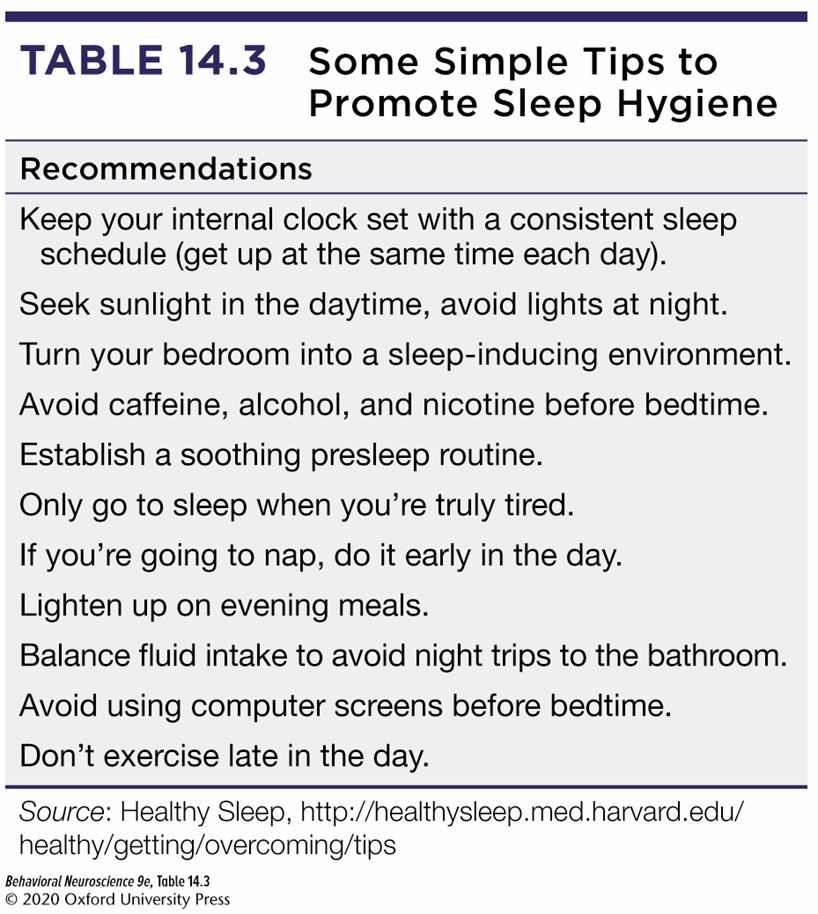 TABLE 14.3 Some Simple Tips to
Promote Sleep Hygiene
Recommendations
Keep your internal clock set with a consistent sleep
schedule (get up at the same time each day).
Seek sunlight in the daytime, avoid lights at night.
Turn your bedroom into a sleep-inducing environment.
Avoid caffeine, alcohol, and nicotine before bedtime.
Establish a soothing presleep routine.
Only go to sleep when you’re truly tired.
If you’re going to nap, do it early in the day.
Lighten up on evening meals.
Balance fluid intake to avoid night trips to the bathroom.
Avoid using computer screens before bedtime.
Don’t exercise late in the day.
Source: Healthy Sleep, http://healthysleep.med.harvard.edu/
healthy/getting/overcoming/tips
Behavioral Neuroscience 9e, Table 14.3
© 2020 Oxford University Press